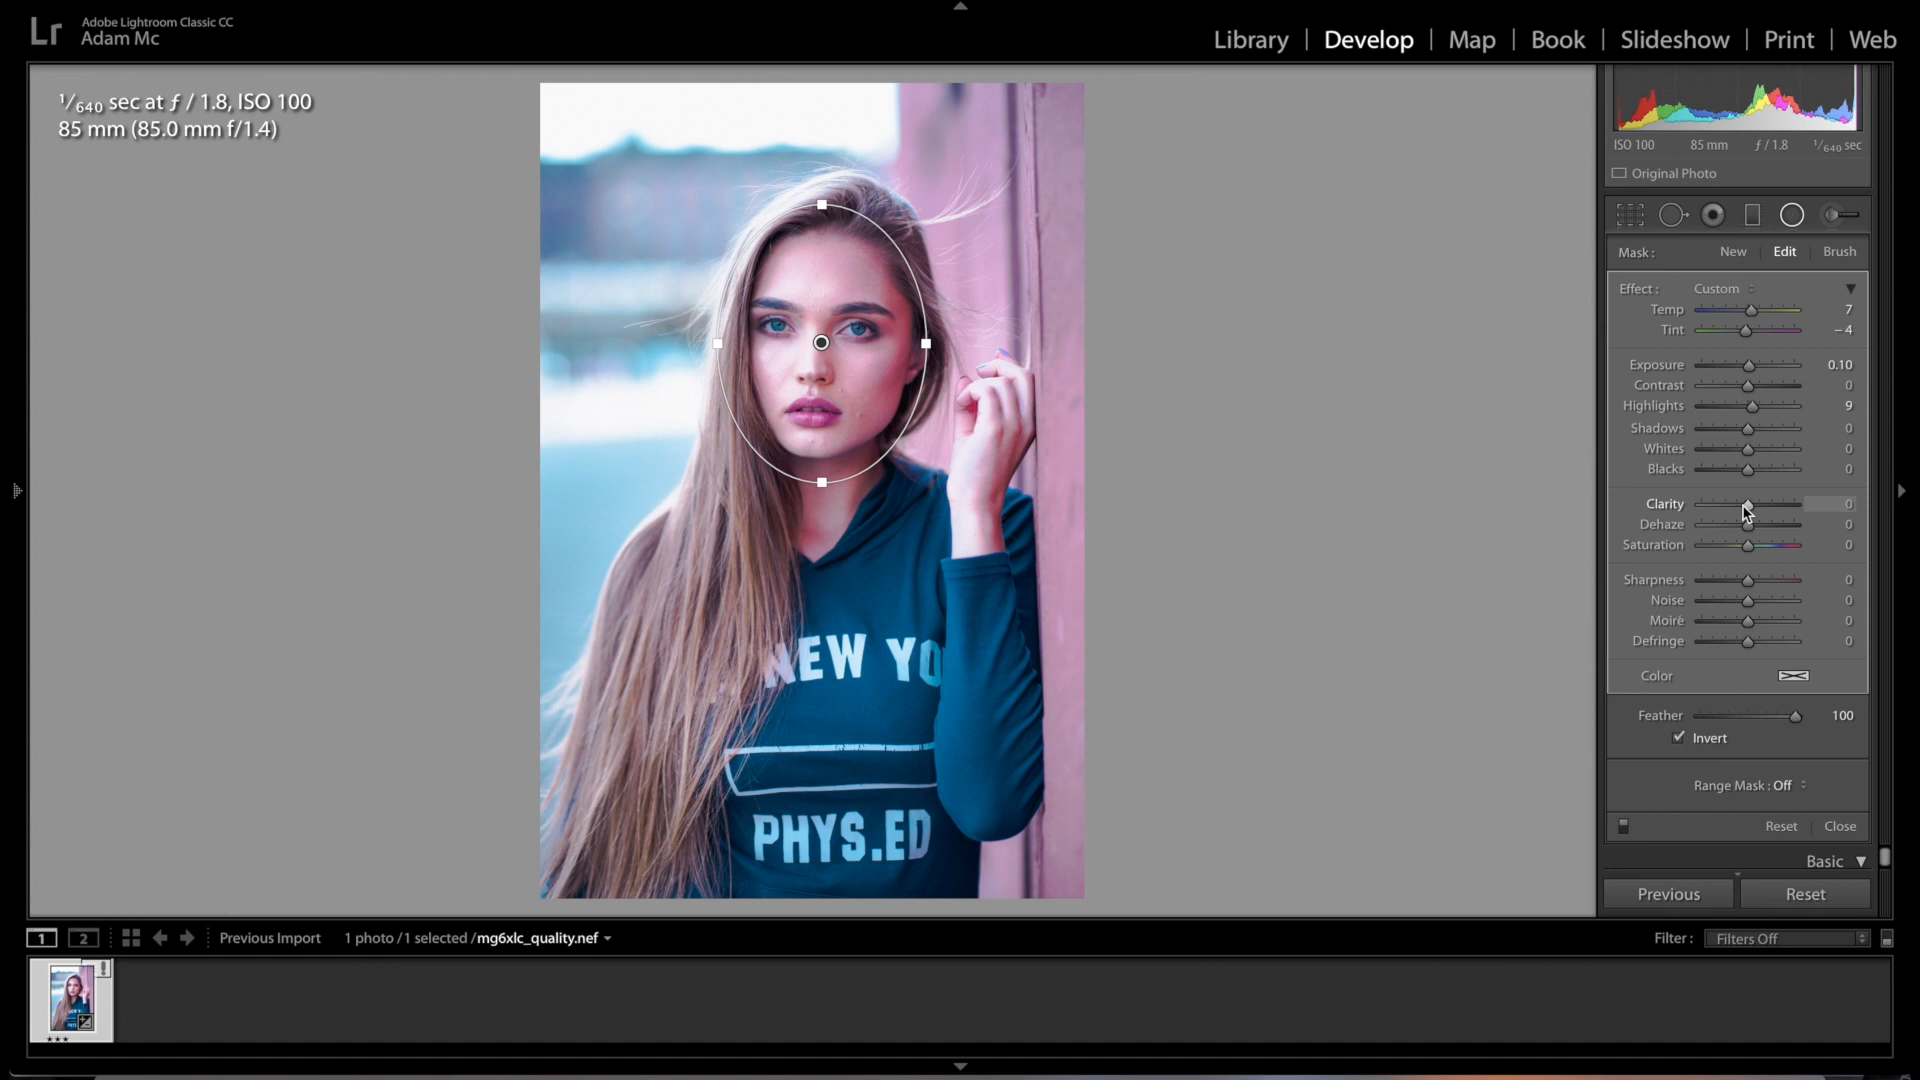 Lr
Adobe Lightroom Classic CC
Adam Mc
Library | Develop | Map | Book | Slideshow | Print | Web
1/640 sec at ƒ / 1.8, ISO 100
85 mm (85.0 mm f/1.4)
ISO 100 85 mm ƒ / 1.8 1/640 sec
Original Photo
Mask : New | Edit | Brush
Effect : Custom
Temp 7
Tint – 4
Exposure 0.10
Contrast 0
Highlights 9
Shadows 0
Whites 0
Blacks 0
Clarity 0
Dehaze 0
Saturation 0
Sharpness 0
Noise 0
Moiré 0
Defringe 0
Color
Feather 100
Invert
Range Mask : Off
Reset | Close
Basic
Previous Reset
NEW YO
PHYS.ED
1 2 Previous Import 1 photo / 1 selected / mg6xlc_quality.nef
Filter : Filters Off